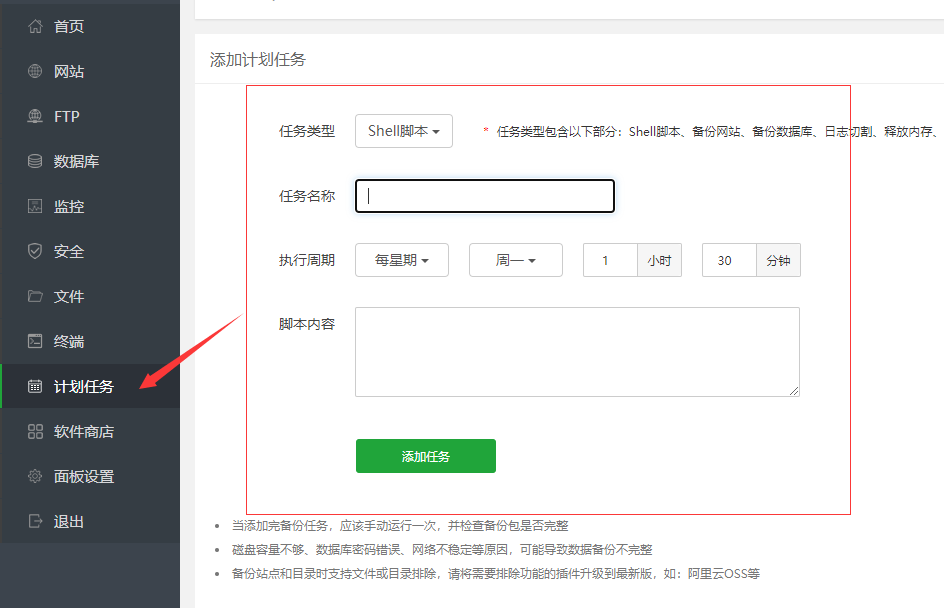 首页
网站
FTP
数据库
监控
安全
文件
终端
计划任务
软件商店
面板设置
退出
添加计划任务
任务类型 Shell脚本 * 任务类型包含以下部分：Shell脚本、备份网站、备份数据库、日志切割、释放内存、
任务名称
执行周期 每星期 周一 1 小时 30 分钟
脚本内容
添加任务
当添加完备份任务，应该手动运行一次，并检查备份包是否完整
磁盘容量不够、数据库密码错误、网络不稳定等原因，可能导致数据备份不完整
备份站点和目录时支持文件或目录排除，请将需要排除功能的插件升级到最新版，如：阿里云OSS等